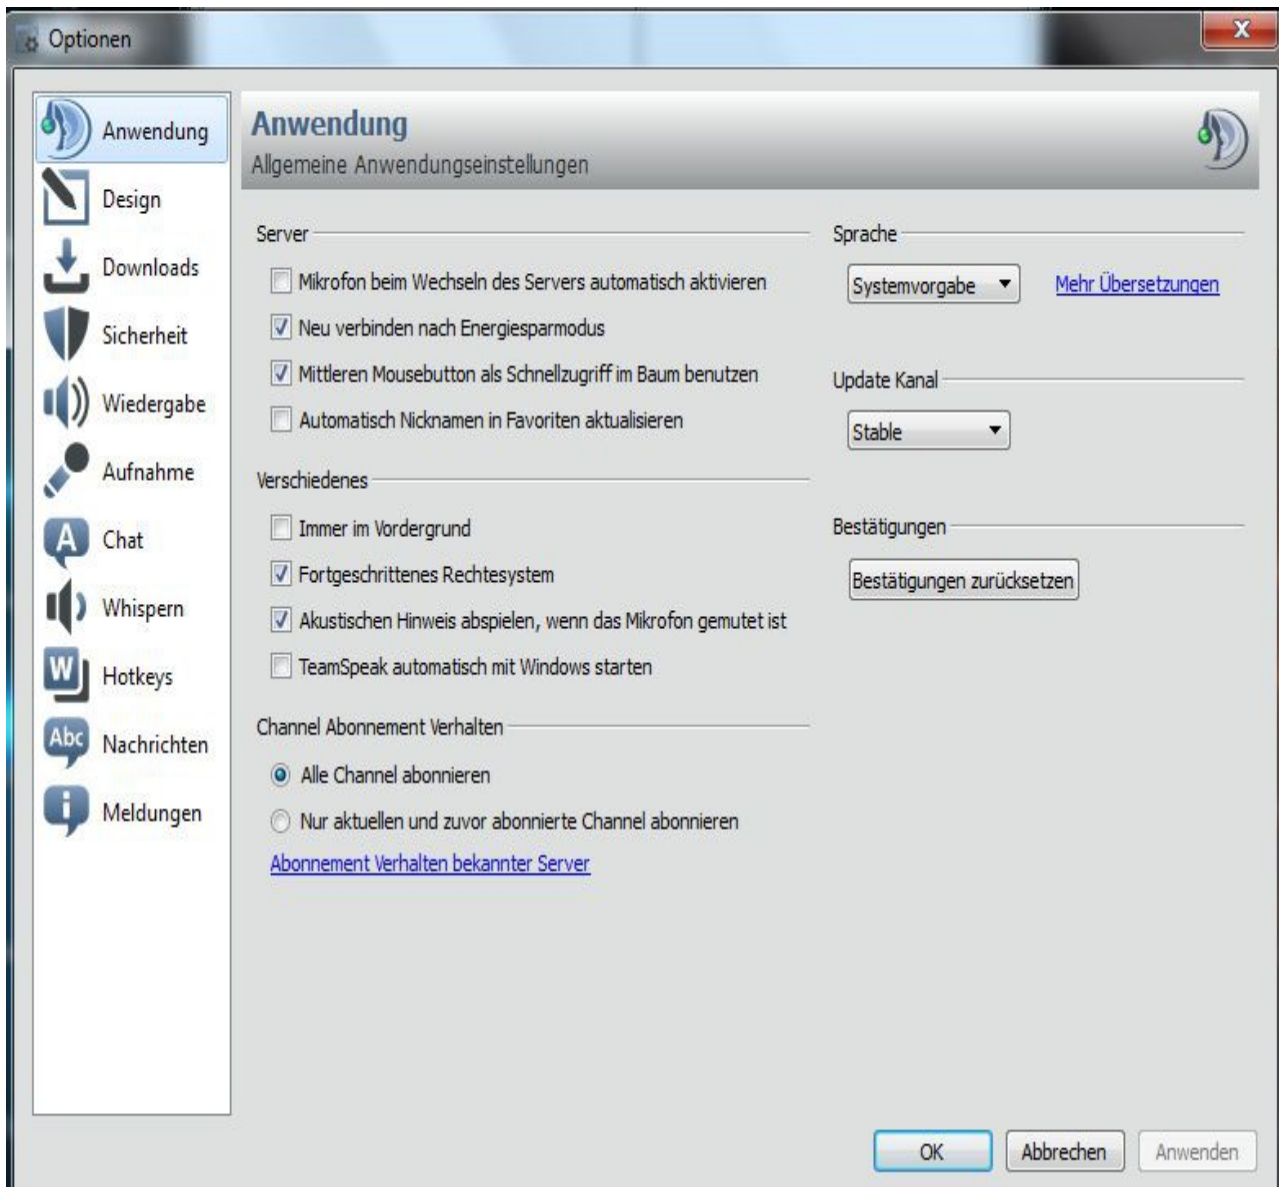 Optionen
X
Anwendung
Design
Downloads
Sicherheit
Wiedergabe
Aufnahme
A
Chat
Whispern
W
Hotkeys
Abc
Nachrichten
i
Meldungen
Anwendung
Allgemeine Anwendungseinstellungen
Server
Mikrofon beim Wechseln des Servers automatisch aktivieren
Neu verbinden nach Energiesparmodus
Mittleren Mousebutton als Schnellzugriff im Baum benutzen
Automatisch Nicknamen in Favoriten aktualisieren
Verschiedenes
Immer im Vordergrund
Fortgeschrittenes Rechtesystem
Akustischen Hinweis abspielen, wenn das Mikrofon gemutet ist
TeamSpeak automatisch mit Windows starten
Channel Abonnement Verhalten
Alle Channel abonnieren
Nur aktuellen und zuvor abonnierte Channel abonnieren
Abonnement Verhalten bekannter Server
Sprache
Systemvorgabe
Mehr Übersetzungen
Update Kanal
Stable
Bestätigungen
Bestätigungen zurücksetzen
OK
Abbrechen
Anwenden